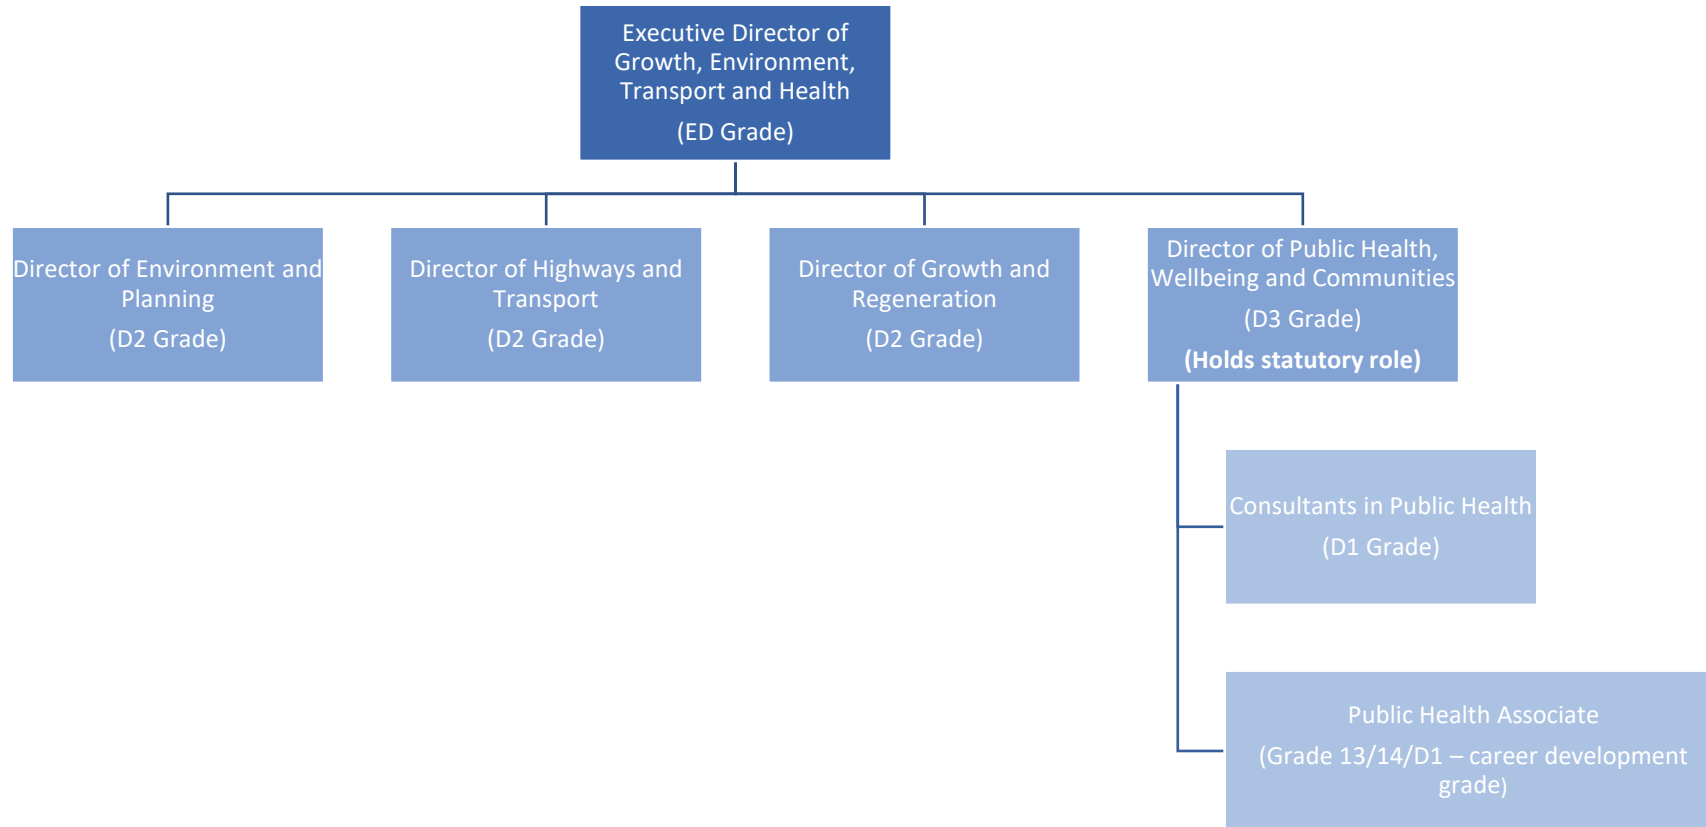 Executive Director of
Growth, Environment,
Transport and Health
(ED Grade)
Director of Environment and
Planning
(D2 Grade)
Director of Highways and
Transport
(D2 Grade)
Director of Growth and
Regeneration
(D2 Grade)
Director of Public Health,
Wellbeing and Communities
(D3 Grade)
(Holds statutory role)
Consultants in Public Health
(D1 Grade)
Public Health Associate
(Grade 13/14/D1 – career development
grade)